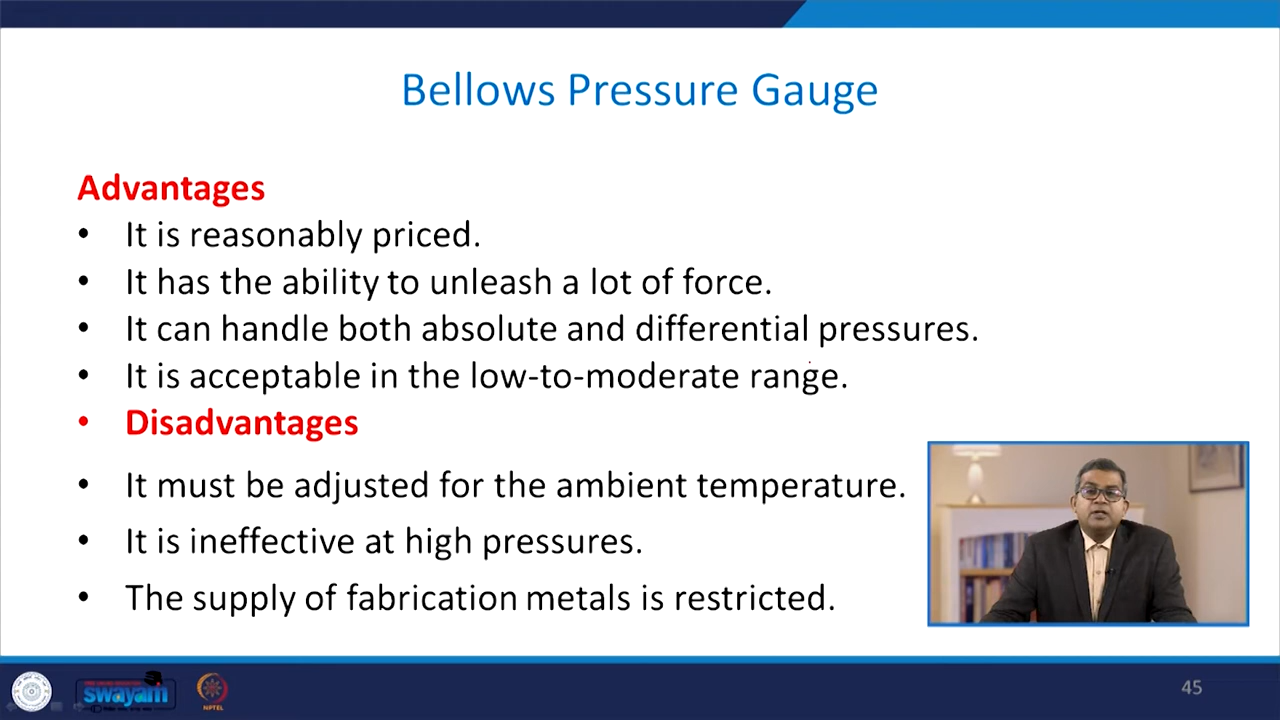 Bellows Pressure Gauge
Advantages
• It is reasonably priced.
• It has the ability to unleash a lot of force.
• It can handle both absolute and differential pressures.
• It is acceptable in the low-to-moderate range.
• Disadvantages
• It must be adjusted for the ambient temperature.
• It is ineffective at high pressures.
• The supply of fabrication metals is restricted.
swayam
NPTEL
45